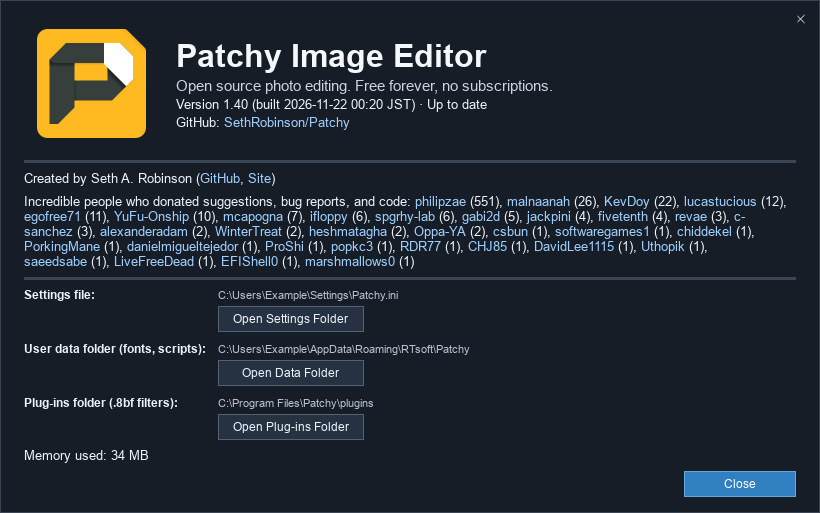 ×
Patchy Image Editor
Open source photo editing. Free forever, no subscriptions.
Version 1.40 (built 2026-11-22 00:20 JST) · Up to date
GitHub: SethRobinson/Patchy
Created by Seth A. Robinson (GitHub, Site)
Incredible people who donated suggestions, bug reports, and code: philipzae (551), malnaanah (26), KevDoy (22), lucastucious (12),
egofree71 (11), YuFu-Onship (10), mcapogna (7), ifloppy (6), spgrhy-lab (6), gabi2d (5), jackpini (4), fivetenth (4), revae (3), c-
sanchez (3), alexanderadam (2), WinterTreat (2), heshmatagha (2), Oppa-YA (2), csbun (1), softwaregames1 (1), chiddekel (1),
PorkingMane (1), danielmigueltejedor (1), ProShi (1), popkc3 (1), RDR77 (1), CHJ85 (1), DavidLee1115 (1), Uthopik (1),
saeedsabe (1), LiveFreeDead (1), EFIShell0 (1), marshmallows0 (1)
Settings file: C:\Users\Example\Settings\Patchy.ini
Open Settings Folder
User data folder (fonts, scripts): C:\Users\Example\AppData\Roaming\RTsoft\Patchy
Open Data Folder
Plug-ins folder (.8bf filters): C:\Program Files\Patchy\plugins
Open Plug-ins Folder
Memory used: 34 MB
Close